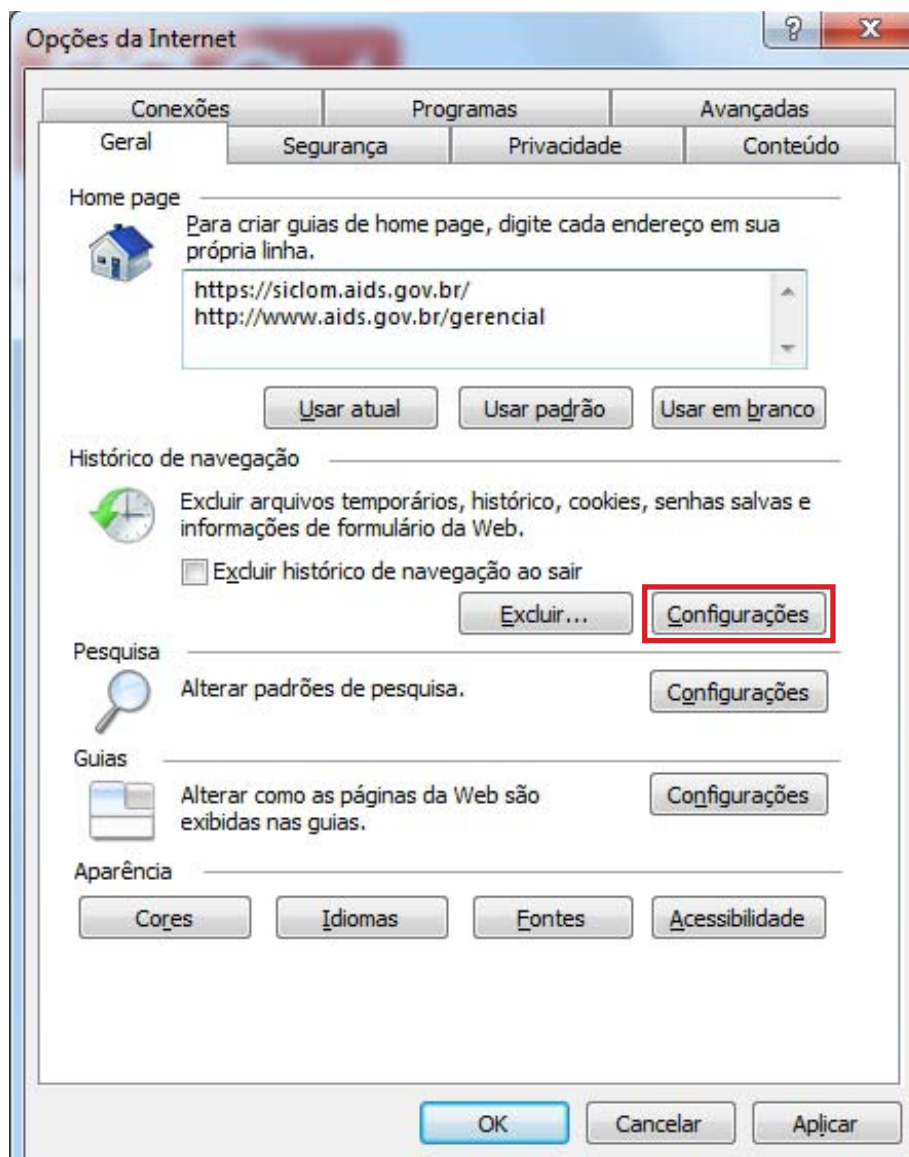 Opções da Internet
Conexões Programas Avançadas
Geral Segurança Privacidade Conteúdo
Home page
Para criar guias de home page, digite cada endereço em sua
própria linha.
https://siclom.aids.gov.br/
http://www.aids.gov.br/gerencial
Usar atual Usar padrão Usar em branco
Histórico de navegação
Excluir arquivos temporários, histórico, cookies, senhas salvas e
informações de formulário da Web.
Excluir histórico de navegação ao sair
Excluir... Configurações
Pesquisa
Alterar padrões de pesquisa. Configurações
Guias
Alterar como as páginas da Web são Configurações
exibidas nas guias.
Aparência
Cores Idiomas Fontes Acessibilidade
OK Cancelar Aplicar